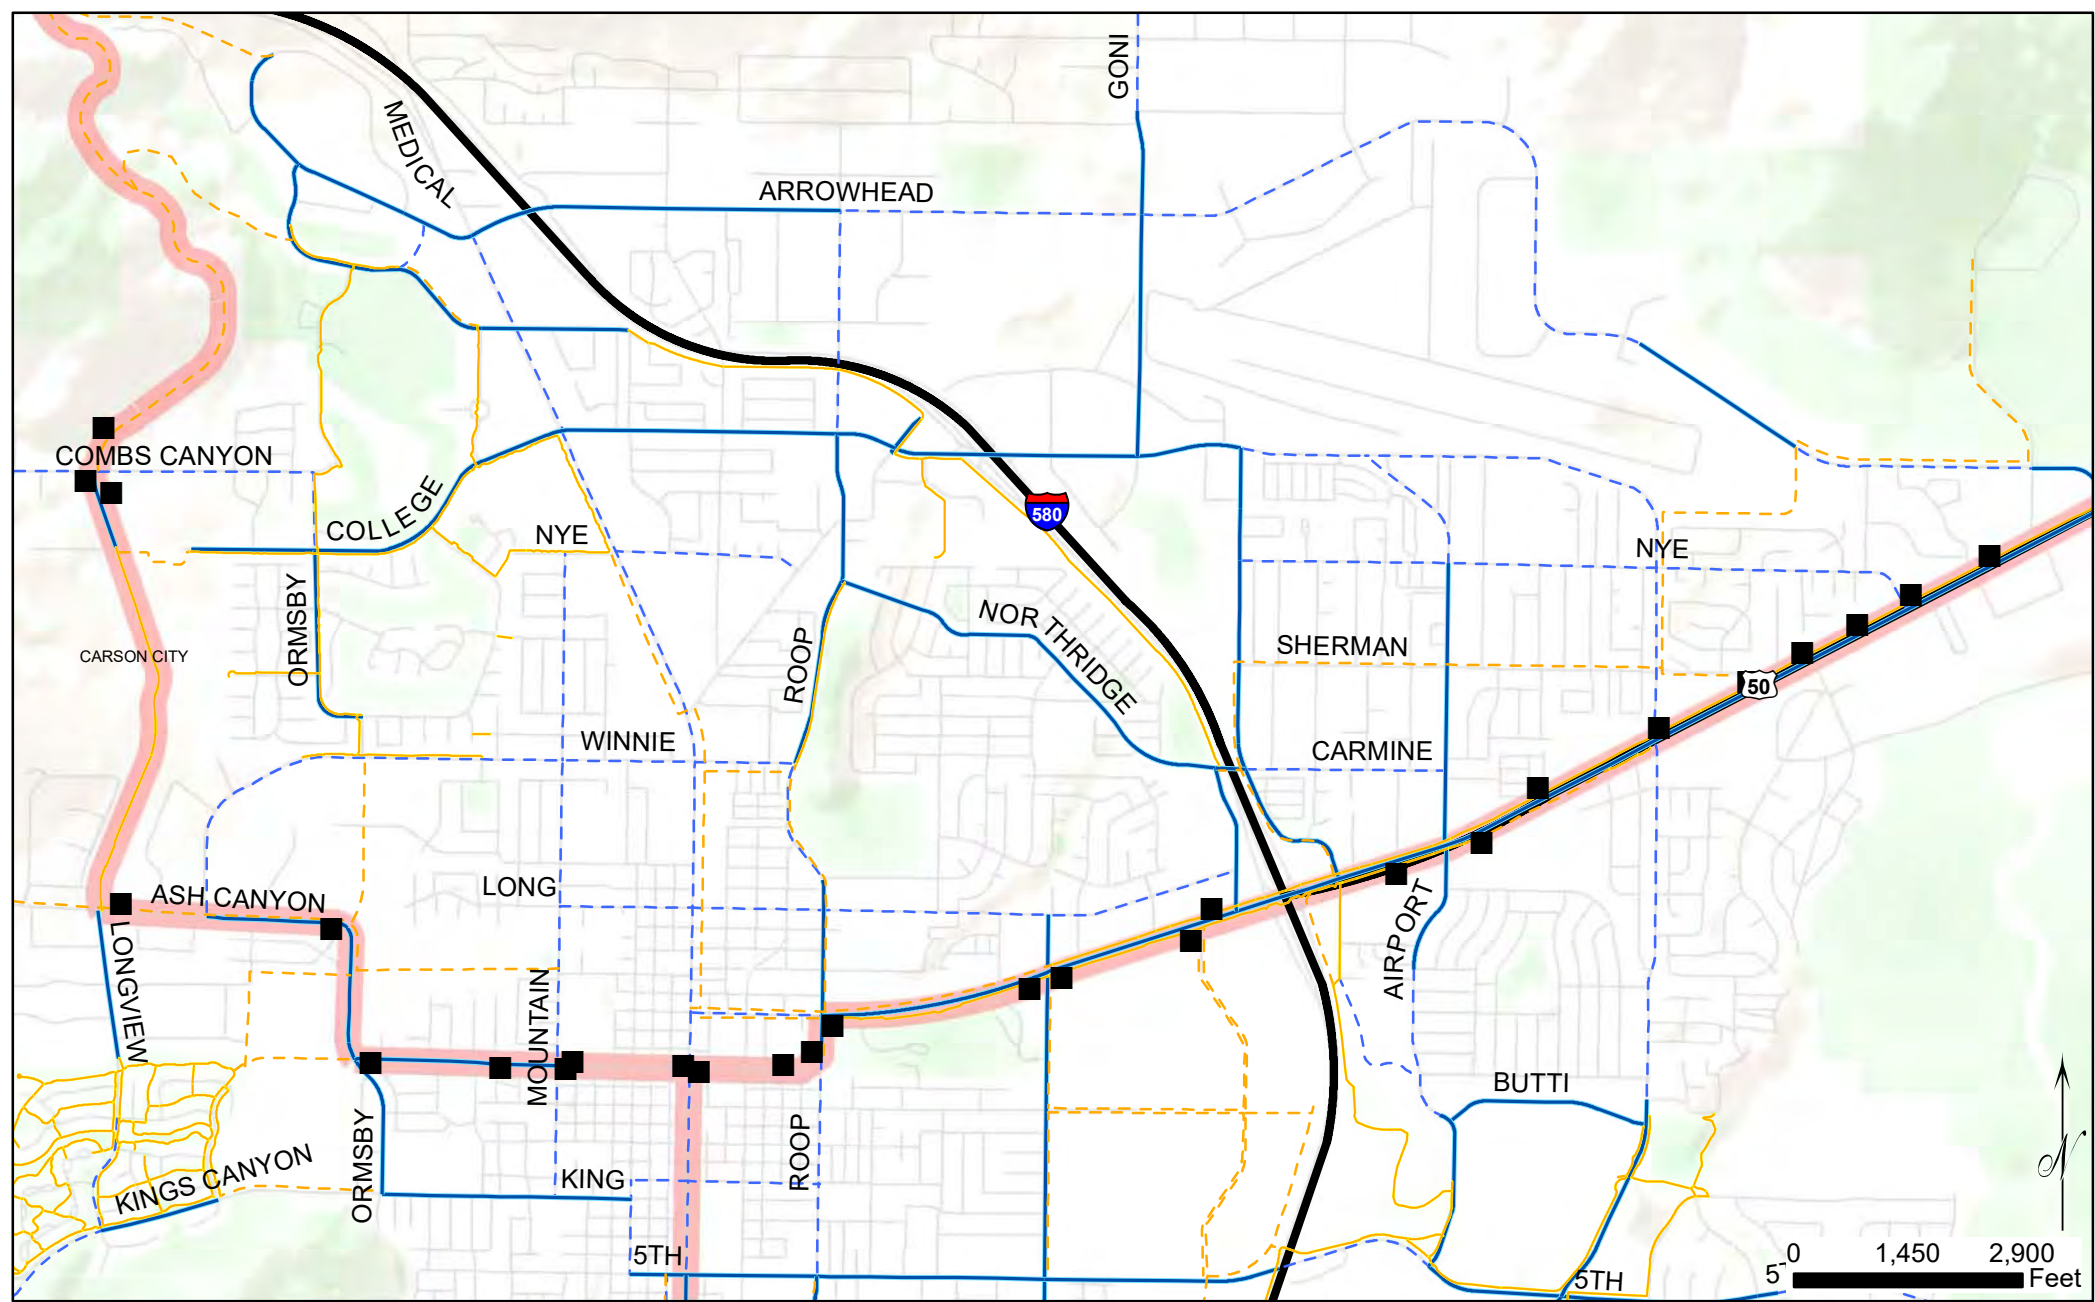 GONI
MEDICAL
ARROWHEAD
COMBS CANYON
COLLEGE
NYE
580
NYE
ORMSBY
NOR THRIDGE
SHERMAN
CARSON CITY
ROOP
50
WINNIE
CARMINE
LONG
ASH CANYON
AIRPORT
LONGVIEW
MOUNTAIN
BUTTI
ORMSBY
ROOP
KINGS CANYON
KING
N
5TH
5T
5TH
0 1,450 2,900
Feet